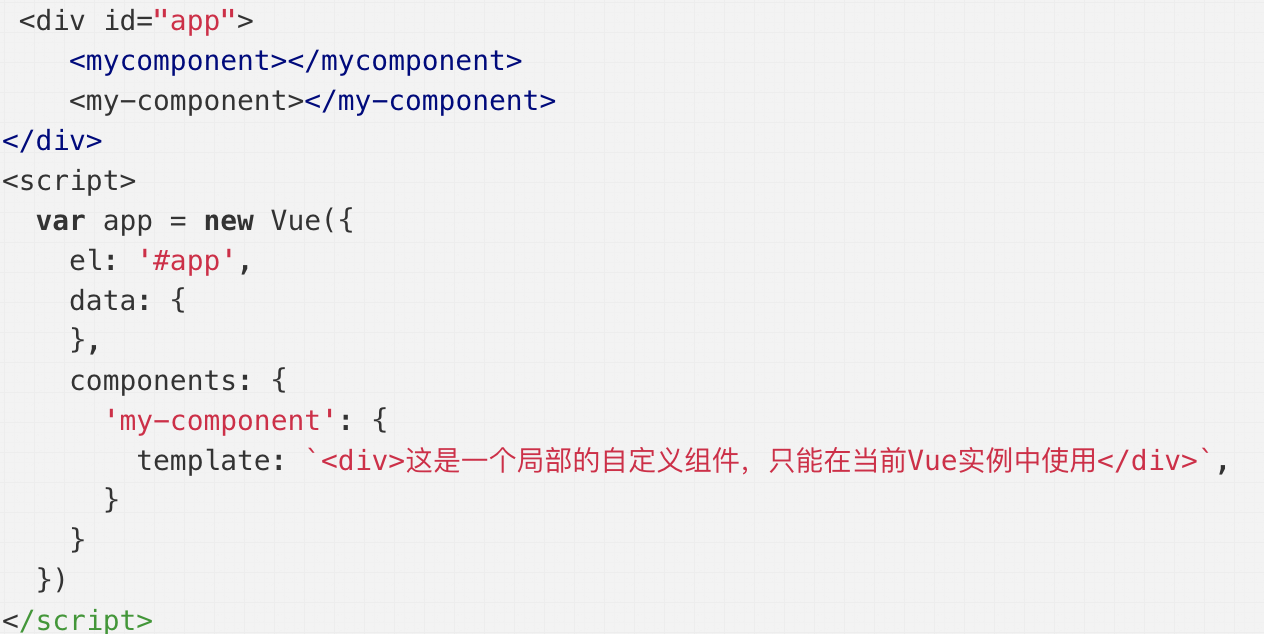 <div id="app">
<mycomponent></mycomponent>
<my-component></my-component>
</div>
<script>
var app = new Vue({
el: '#app',
data: {
},
components: {
'my-component': {
template: `<div>这是一个局部的自定义组件，只能在当前Vue实例中使用</div>`,
}
}
})
</script>